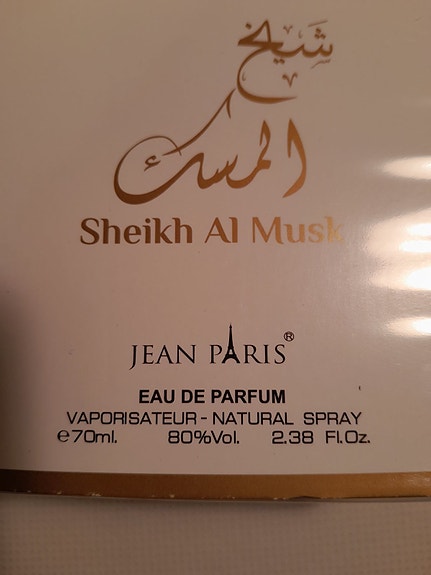 شيخ
المسك
Sheikh Al Musk
JEAN PARIS®
EAU DE PARFUM
VAPORISATEUR - NATURAL SPRAY
℮70ml. 80%Vol. 2.38 Fl.Oz.